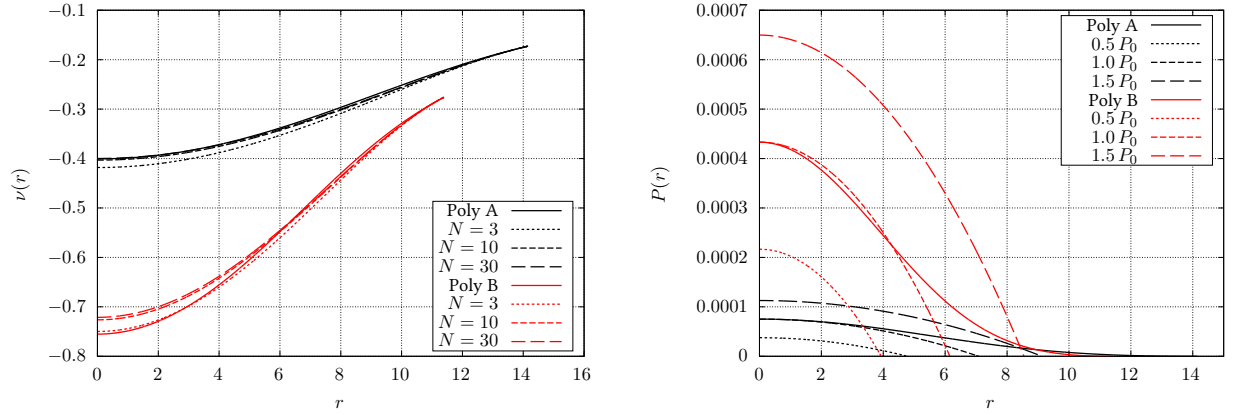 −0.1
−0.2
−0.3
−0.4
−0.5
−0.6
−0.7
−0.8
0 2 4 6 8 10 12 14 16
ν(r)
r
Poly A
N = 3
N = 10
N = 30
Poly B
N = 3
N = 10
N = 30
0.0007
0.0006
0.0005
0.0004
0.0003
0.0002
0.0001
0
0 2 4 6 8 10 12 14
P(r)
r
Poly A
0.5 P₀
1.0 P₀
1.5 P₀
Poly B
0.5 P₀
1.0 P₀
1.5 P₀